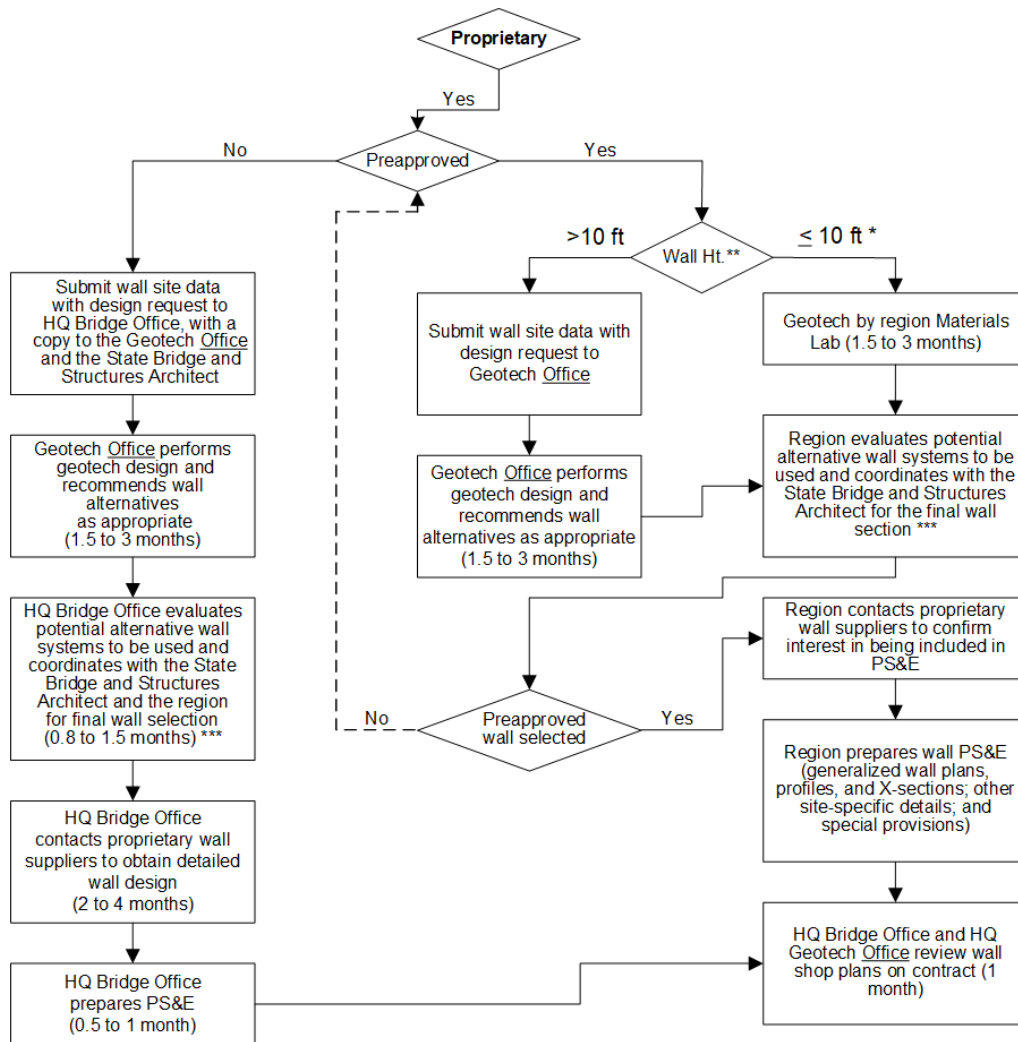 Proprietary
Yes
Preapproved
No
Yes
>10 ft
Wall Ht.**
≤ 10 ft *
Submit wall site data
with design request to
HQ Bridge Office, with a
copy to the Geotech Office
and the State Bridge and
Structures Architect
Geotech Office performs
geotech design and
recommends wall
alternatives
as appropriate
(1.5 to 3 months)
HQ Bridge Office evaluates
potential alternative wall
systems to be used and
coordinates with the State
Bridge and Structures
Architect and the region
for final wall selection
(0.8 to 1.5 months) ***
HQ Bridge Office
contacts proprietary wall
suppliers to obtain detailed
wall design
(2 to 4 months)
HQ Bridge Office
prepares PS&E
(0.5 to 1 month)
Submit wall site data with
design request to
Geotech Office
Geotech Office performs
geotech design and
recommends wall
alternatives as appropriate
(1.5 to 3 months)
Geotech by region Materials
Lab (1.5 to 3 months)
Region evaluates potential
alternative wall systems to be
used and coordinates with the
State Bridge and Structures
Architect for the final wall
section ***
No
Preapproved
wall selected
Yes
Region contacts proprietary
wall suppliers to confirm
interest in being included in
PS&E
Region prepares wall PS&E
(generalized wall plans,
profiles, and X-sections; other
site-specific details; and
special provisions)
HQ Bridge Office and HQ
Geotech Office review wall
shop plans on contract (1
month)